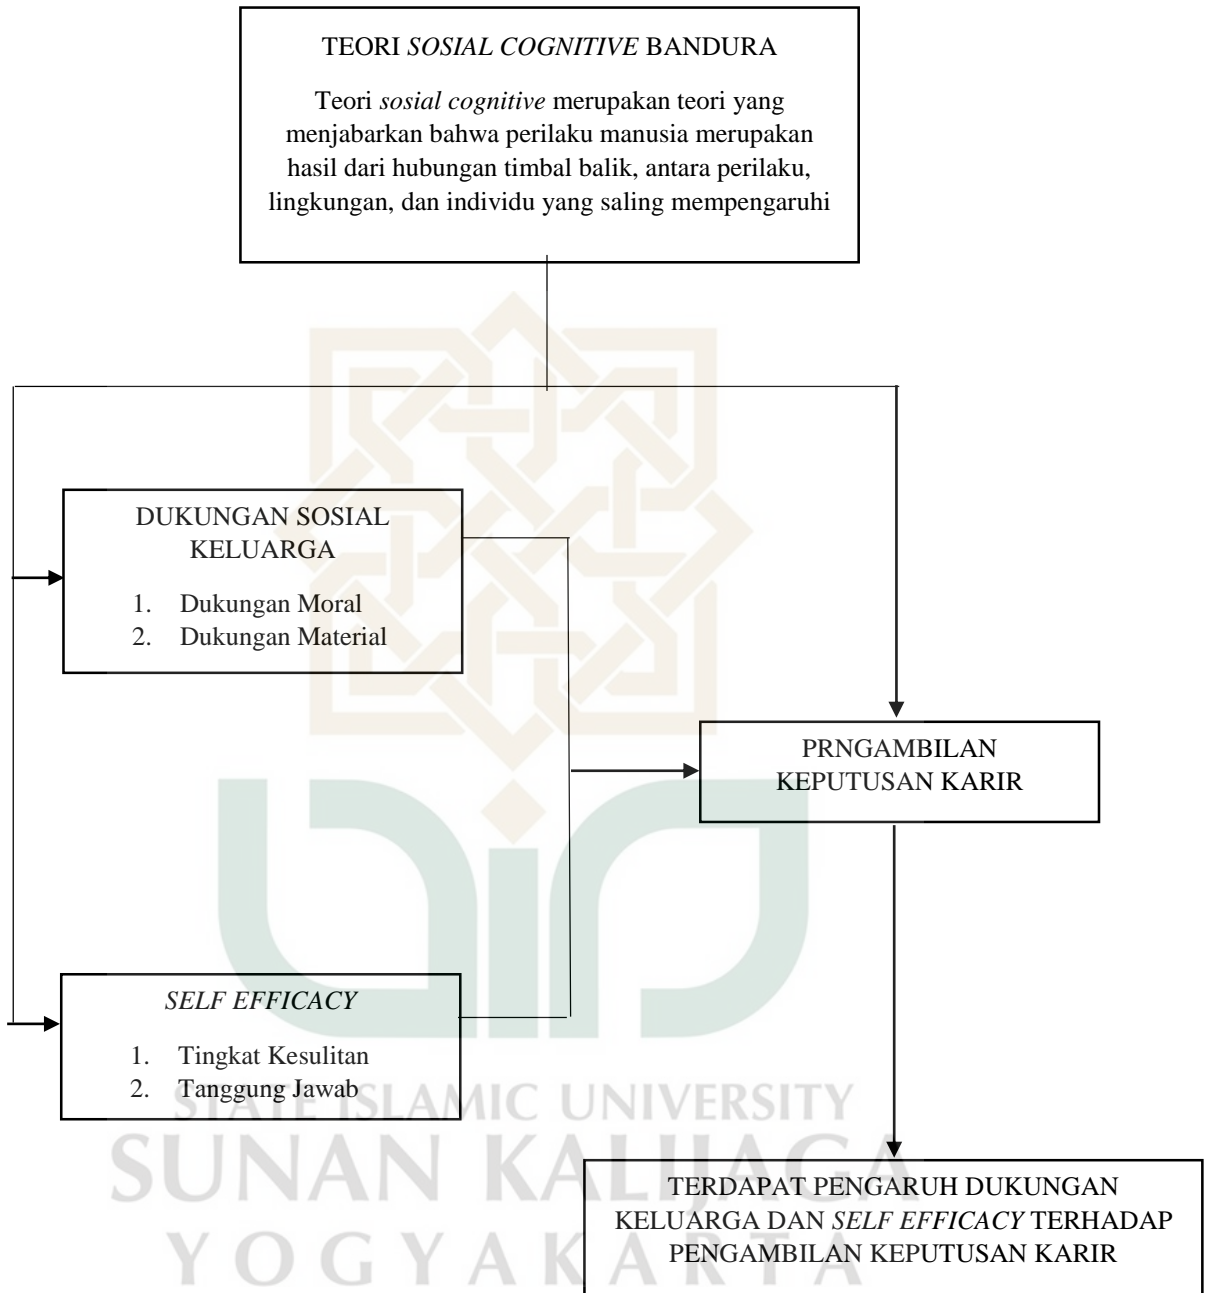 TEORI SOSIAL COGNITIVE BANDURA
Teori sosial cognitive merupakan teori yang
menjabarkan bahwa perilaku manusia merupakan
hasil dari hubungan timbal balik, antara perilaku,
lingkungan, dan individu yang saling mempengaruhi
DUKUNGAN SOSIAL
KELUARGA
1. Dukungan Moral
2. Dukungan Material
PRNGAMBILAN
KEPUTUSAN KARIR
SELF EFFICACY
1. Tingkat Kesulitan
2. Tanggung Jawab
STATE ISLAMIC UNIVERSITY
SUNAN KALIJAGA
YOGYAKARTA
TERDAPAT PENGARUH DUKUNGAN
KELUARGA DAN SELF EFFICACY TERHADAP
PENGAMBILAN KEPUTUSAN KARIR